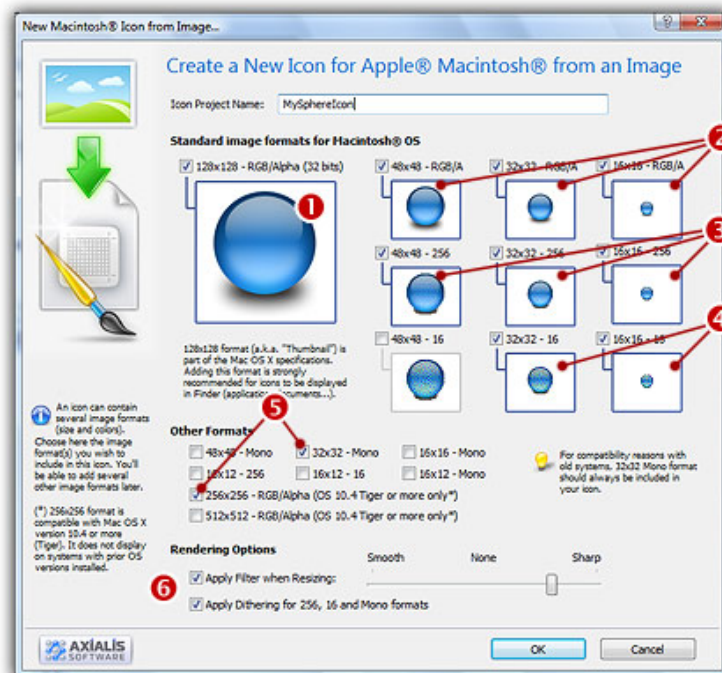 New Macintosh® Icon from Image...
Create a New Icon for Apple® Macintosh® from an Image
Icon Project Name: MySphereIcon
Standard image formats for Macintosh® OS
128x128 - RGB/Alpha (32 bits)
48x48 - RGB/A
32x32 - RGB/A
16x16 - RGB/A
2
1
48x48 - 256
32x32 - 256
16x16 - 256
3
48x48 - 16
32x32 - 16
16x16 - 16
4
128x128 format (a.k.a. "Thumbnail") is
part of the Mac OS X specifications.
Adding this format is strongly
recommended for icons to be displayed
in Finder (application, documents...).
5
An icon can contain
several image formats
(size and colors).
Choose here the image
format(s) you wish to
include in this icon. You'll
be able to add several
other image formats later.
(*) 256x256 format is
compatible with Mac OS X
version 10.4 or more
(Tiger). It does not display
on systems with prior OS
versions installed.
Other Formats
48x48 - Mono
32x32 - Mono
16x16 - Mono
16x12 - 256
16x12 - 16
16x12 - Mono
256x256 - RGB/Alpha (OS 10.4 Tiger or more only*)
512x512 - RGB/Alpha (OS 10.4 Tiger or more only*)
For compatibility reasons with
old systems, 32x32 Mono format
should always be included in
your icon.
Rendering Options
Smooth None Sharp
6
Apply Filter when Resizing:
Apply Dithering for 256, 16 and Mono formats
AXIALIS
SOFTWARE
OK
Cancel